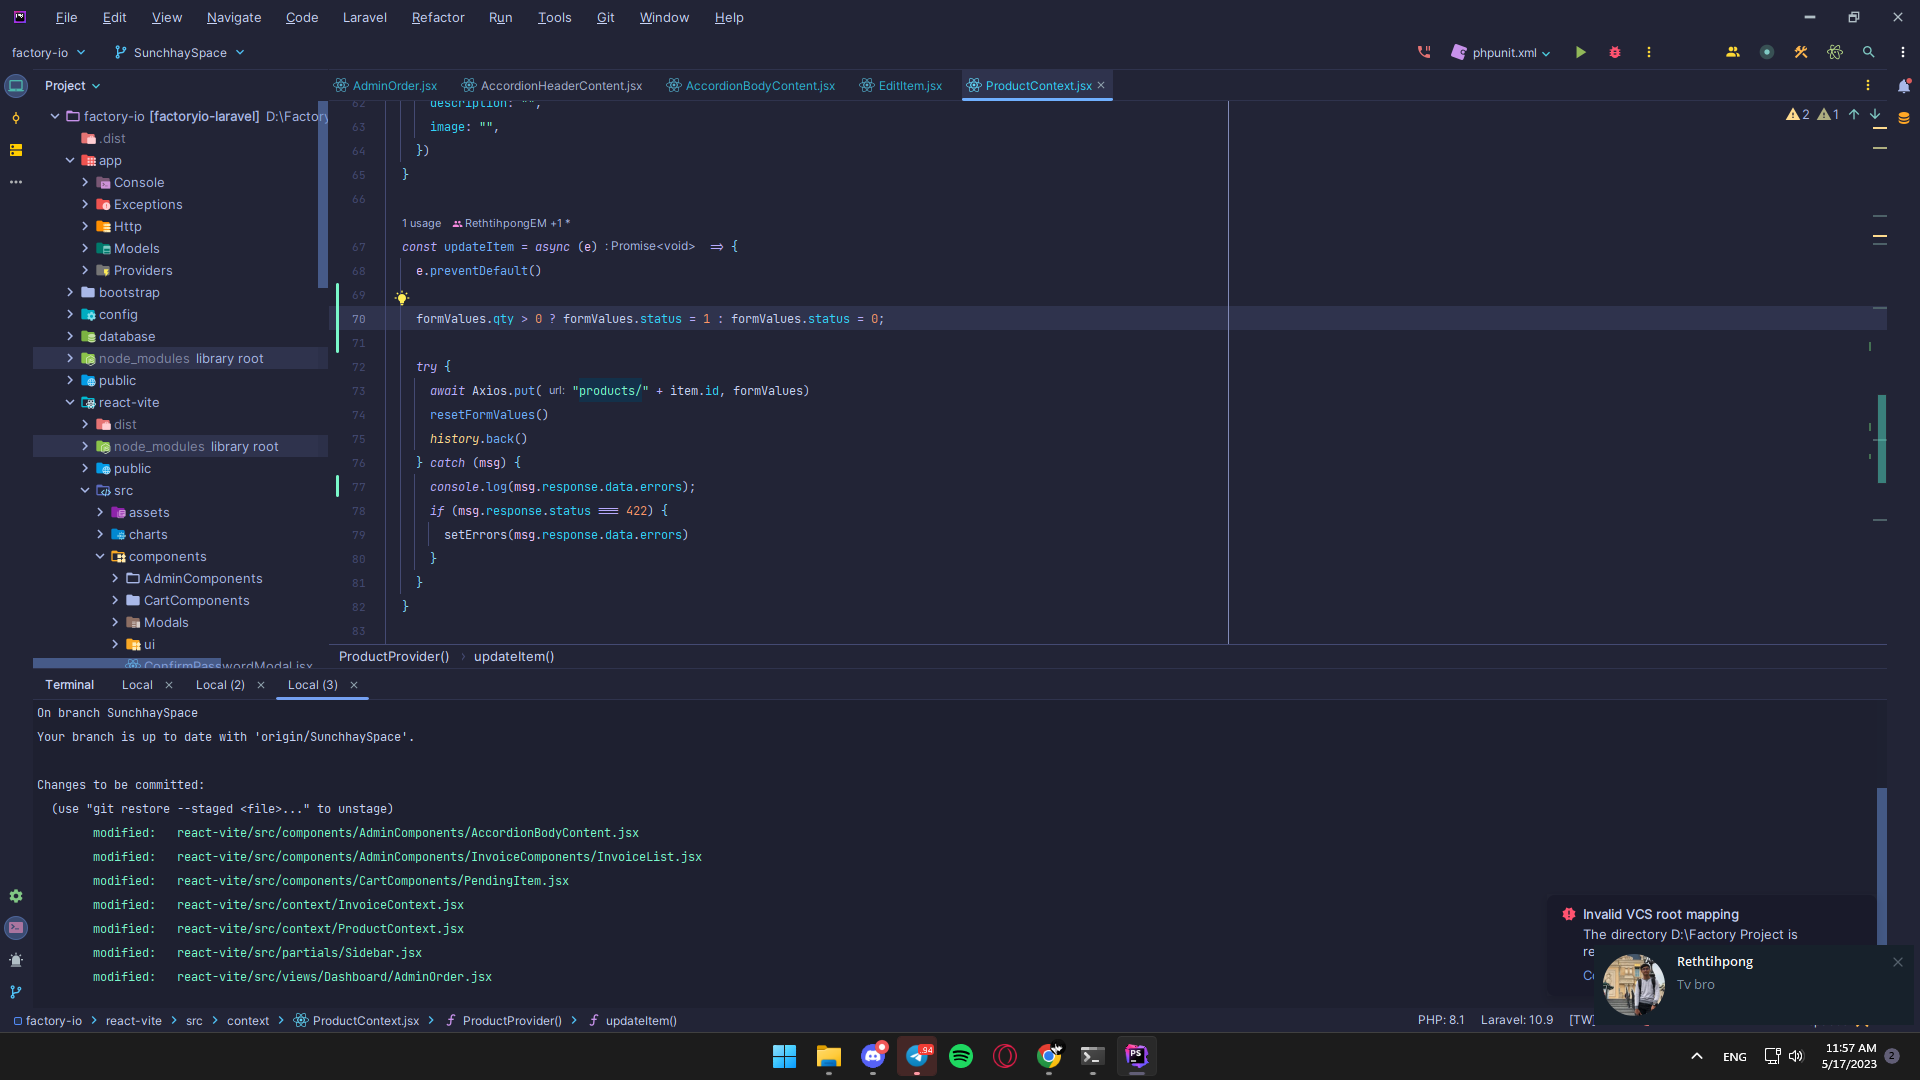 File Edit View Navigate Code Laravel Refactor Run Tools Git Window Help
factory-io SunchhaySpace phpunit.xml
Project
AdminOrder.jsx AccordionHeaderContent.jsx AccordionBodyContent.jsx EditItem.jsx ProductContext.jsx
factory-io [factoryio-laravel] D:\Factory
.dist
app
Console
Exceptions
Http
Models
Providers
bootstrap
config
database
node_modules library root
public
react-vite
dist
node_modules library root
public
src
assets
charts
components
AdminComponents
CartComponents
Modals
ui
ConfirmPasswordModal.jsx
2 1
62 description: "",
63 image: "",
64 })
65 }
66
1 usage RethtihpongEM +1 *
67 const updateItem = async (e) : Promise<void> => {
68 e.preventDefault()
69
70 formValues.qty > 0 ? formValues.status = 1 : formValues.status = 0;
71
72 try {
73 await Axios.put( url: "products/" + item.id, formValues)
74 resetFormValues()
75 history.back()
76 } catch (msg) {
77 console.log(msg.response.data.errors);
78 if (msg.response.status === 422) {
79 setErrors(msg.response.data.errors)
80 }
81 }
82 }
83
ProductProvider() updateItem()
Terminal Local Local (2) Local (3)
On branch SunchhaySpace
Your branch is up to date with 'origin/SunchhaySpace'.
Changes to be committed:
(use "git restore --staged <file>..." to unstage)
modified: react-vite/src/components/AdminComponents/AccordionBodyContent.jsx
modified: react-vite/src/components/AdminComponents/InvoiceComponents/InvoiceList.jsx
modified: react-vite/src/components/CartComponents/PendingItem.jsx
modified: react-vite/src/context/InvoiceContext.jsx
modified: react-vite/src/context/ProductContext.jsx
modified: react-vite/src/partials/Sidebar.jsx
modified: react-vite/src/views/Dashboard/AdminOrder.jsx
Invalid VCS root mapping
The directory D:\Factory Project is
re
Rethtihpong
Tv bro
factory-io react-vite src context ProductContext.jsx ProductProvider() updateItem()
PHP: 8.1 Laravel: 10.9 [TW]
94
PS
ENG
11:57 AM
5/17/2023
2